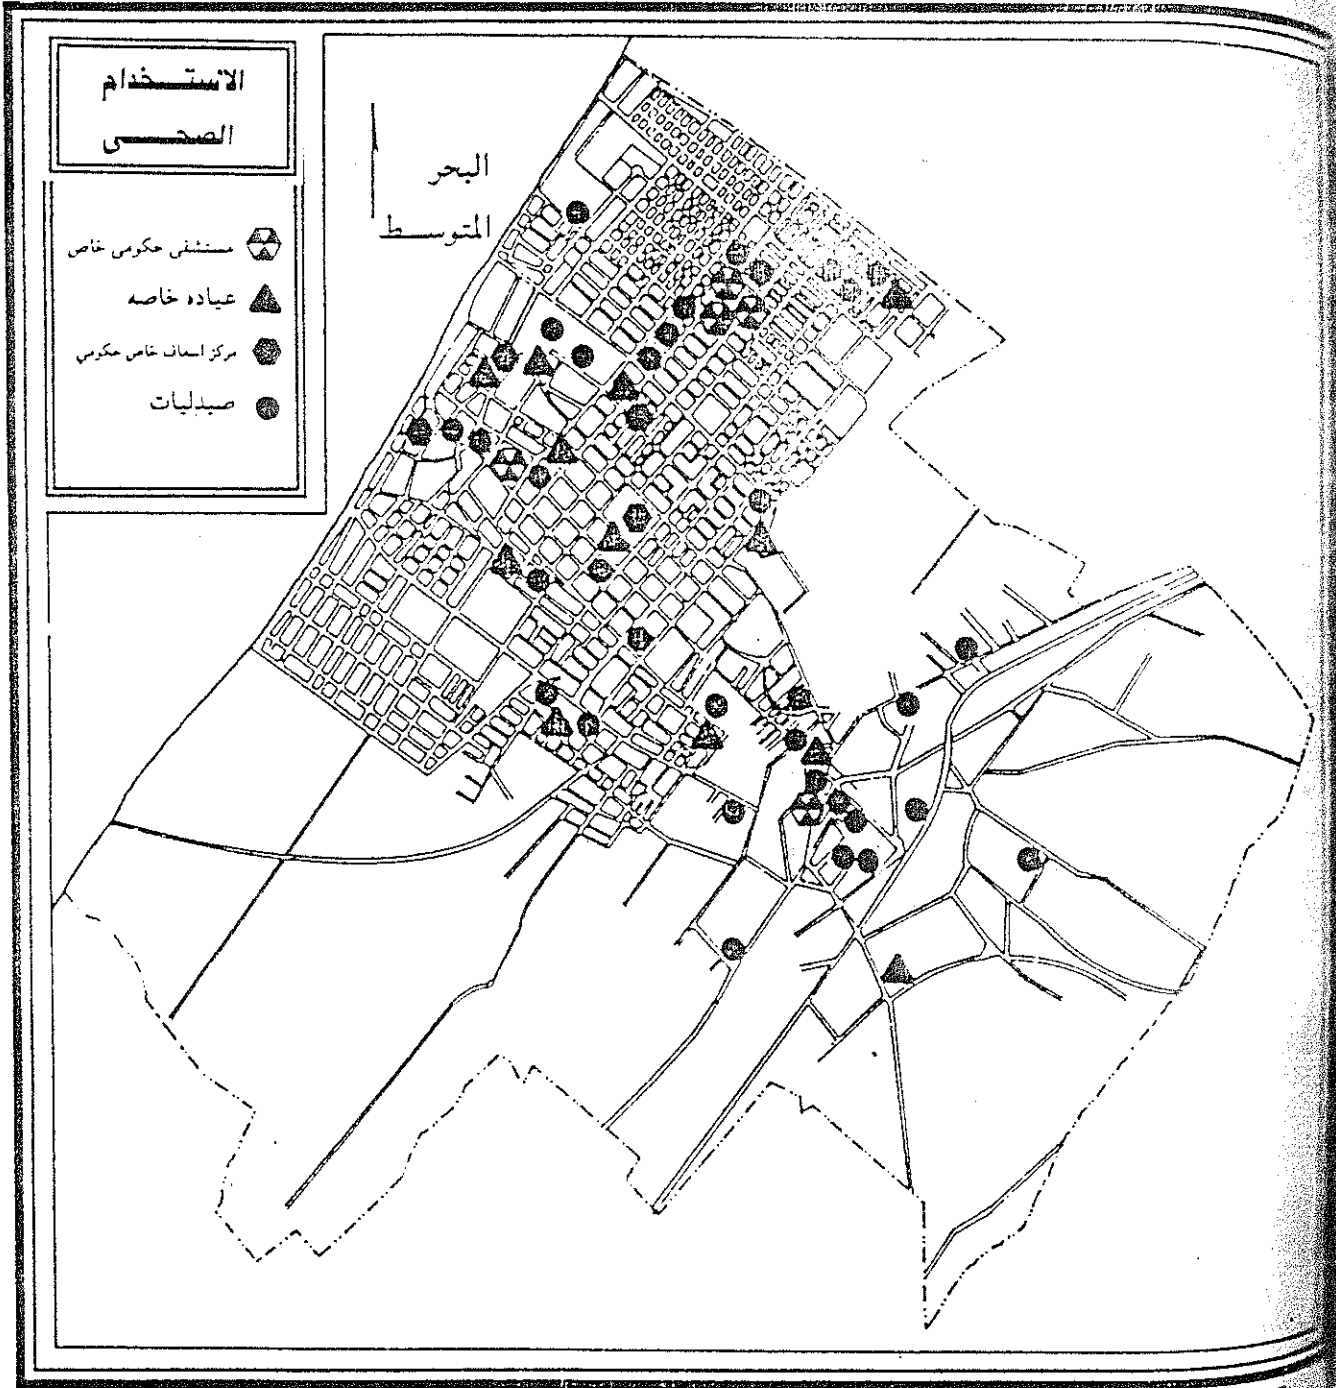 الاستخدام
الصحى
البحر
المتوسط
مستشفى حكومى خاص
عياده خاصه
مركز اسعاف خاص حكومي
صيدليات